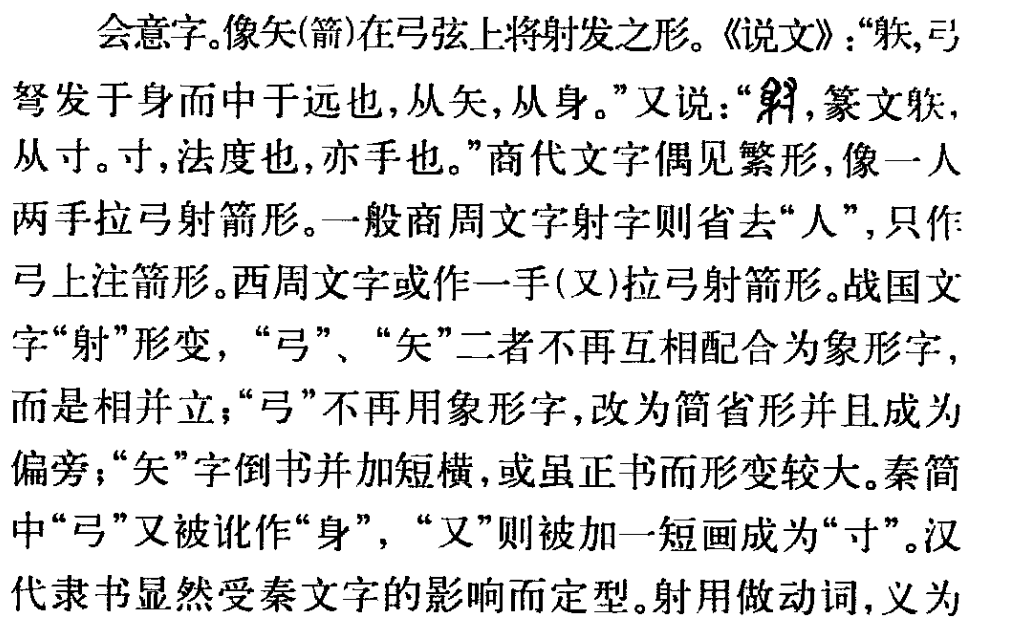 会意字。像矢(箭)在弓弦上将射发之形。《说文》:“䠶,弓
弩发于身而中于远也,从矢,从身。”又说:“射,篆文䠶,
从寸。寸,法度也,亦手也。”商代文字偶见繁形,像一人
两手拉弓射箭形。一般商周文字射字则省去“人”,只作
弓上注箭形。西周文字或作一手(又)拉弓射箭形。战国文
字“射”形变,“弓”、“矢”二者不再互相配合为象形字,
而是相并立;“弓”不再用象形字,改为简省形并且成为
偏旁;“矢”字倒书并加短横,或虽正书而形变较大。秦简
中“弓”又被讹作“身”,“又”则被加一短画成为“寸”。汉
代隶书显然受秦文字的影响而定型。射用做动词,义为